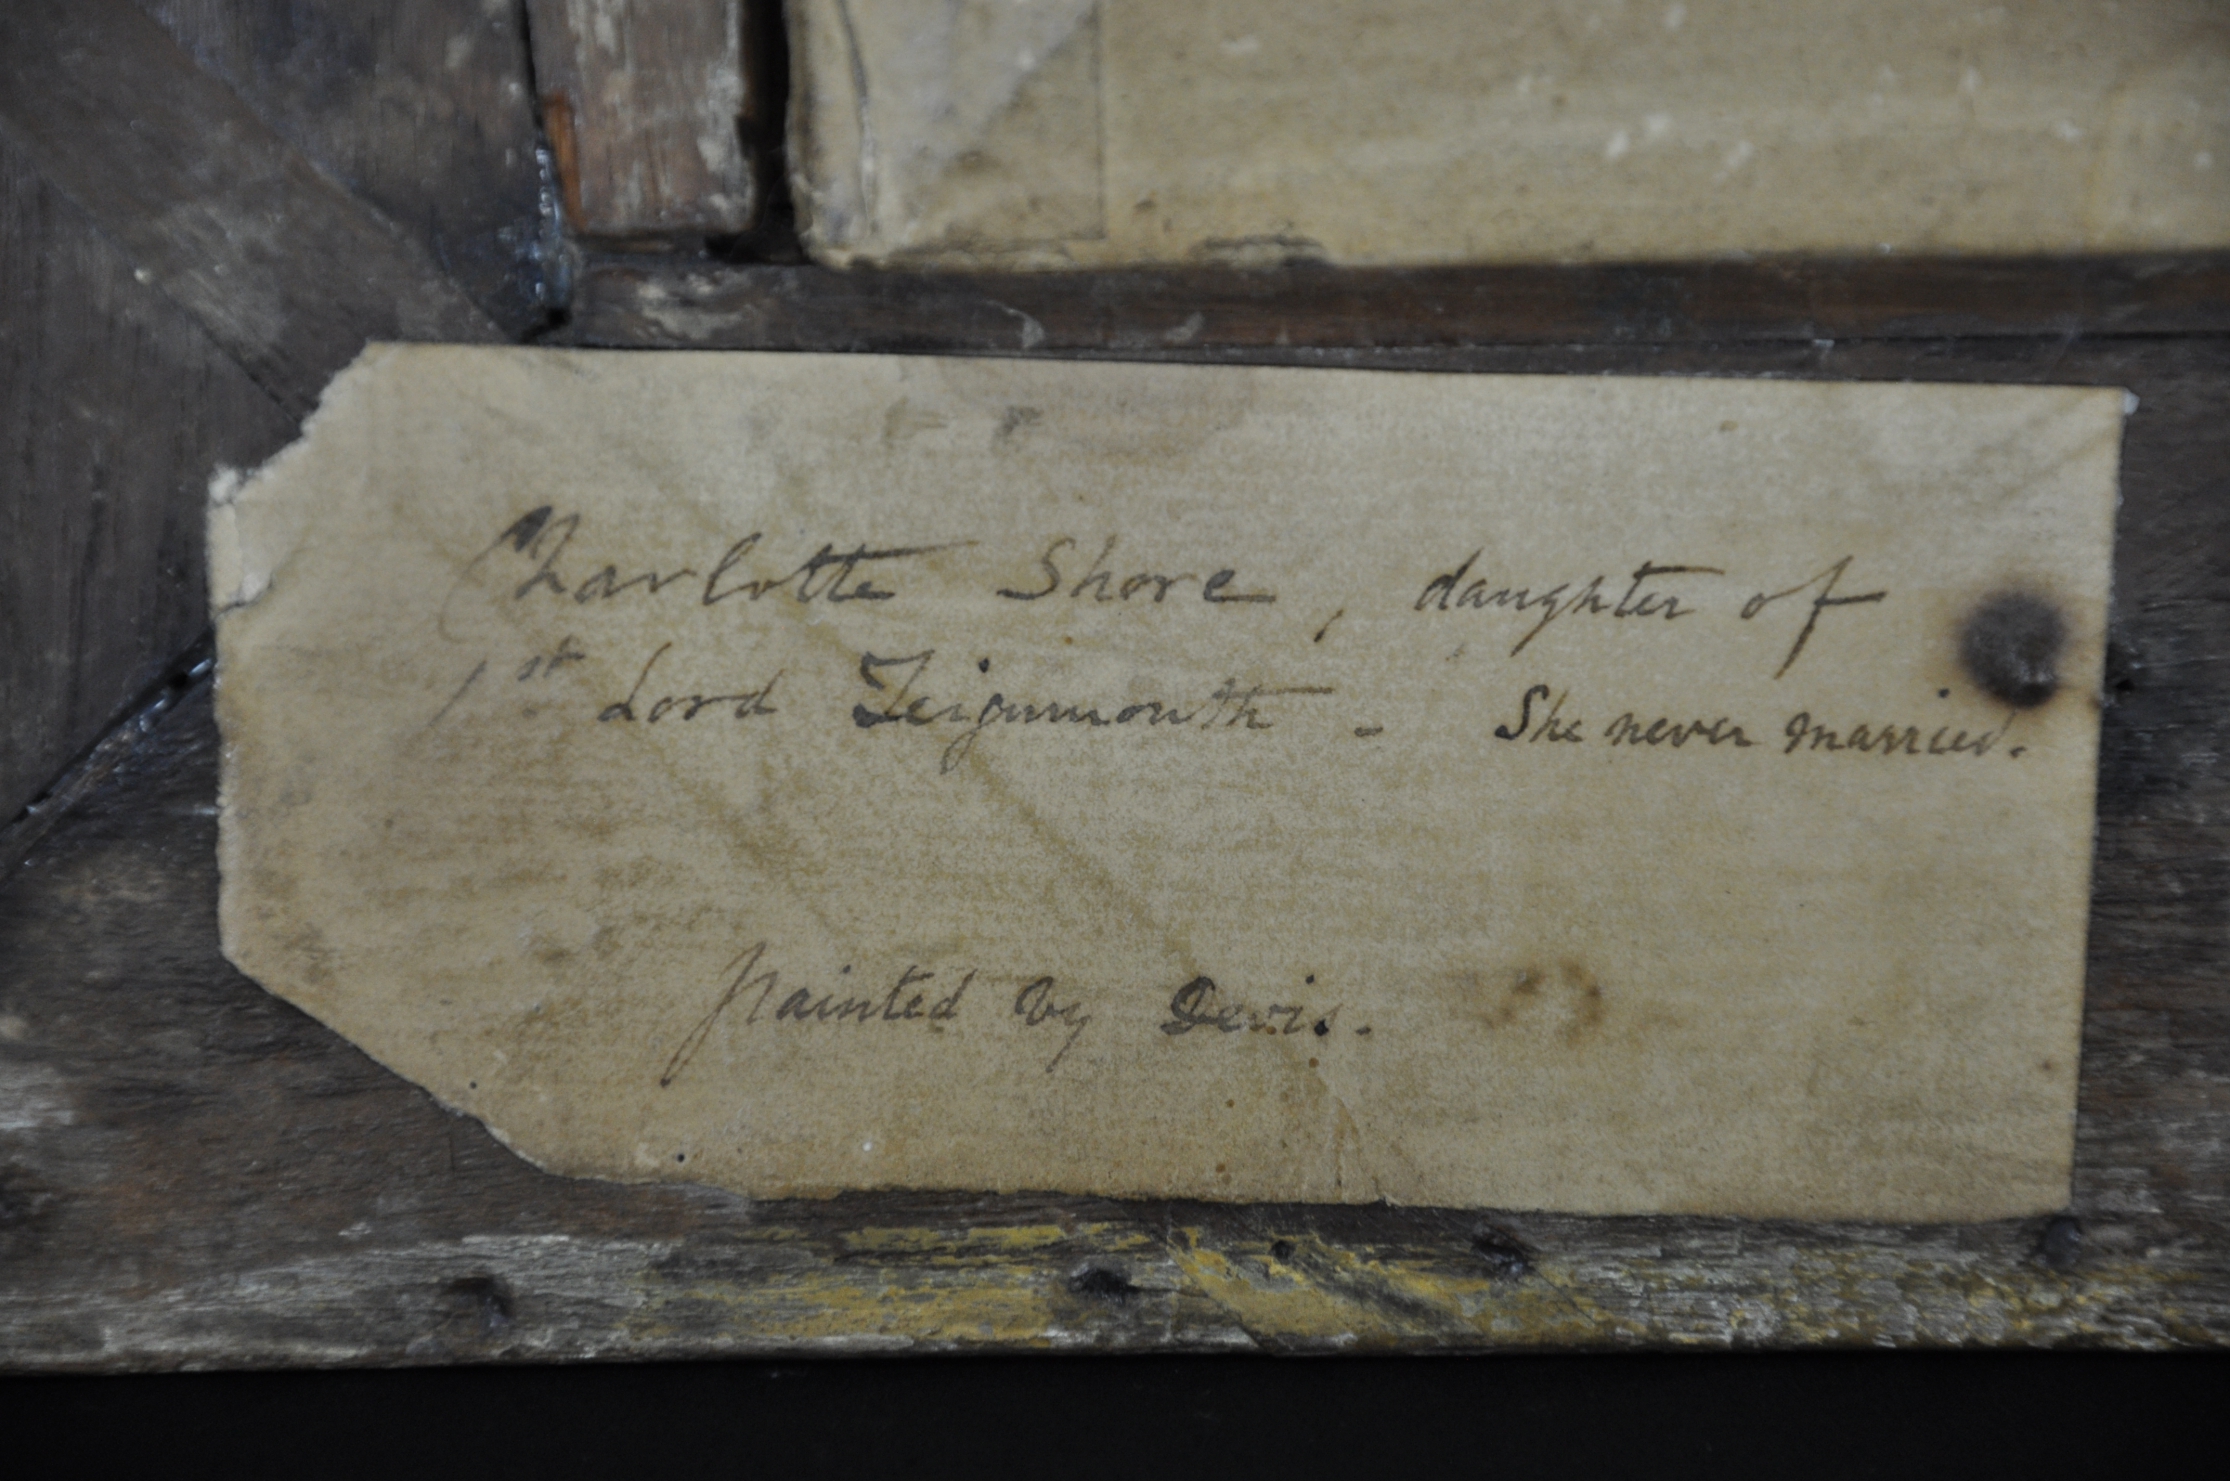 Charlotte Shore, daughter of
1st Lord Teignmouth - She never married.
painted by Devis.